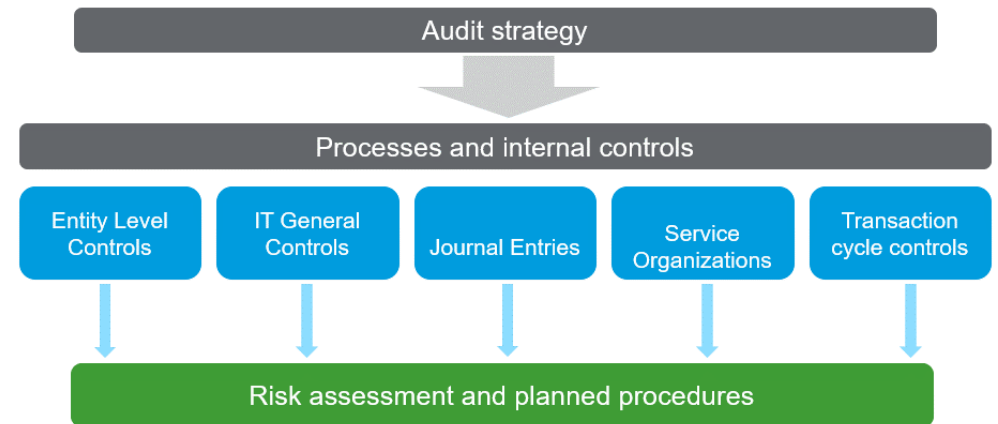 Audit strategy
Processes and internal controls
Entity Level
Controls
IT General
Controls
Journal Entries
Service
Organizations
Transaction
cycle controls
Risk assessment and planned procedures